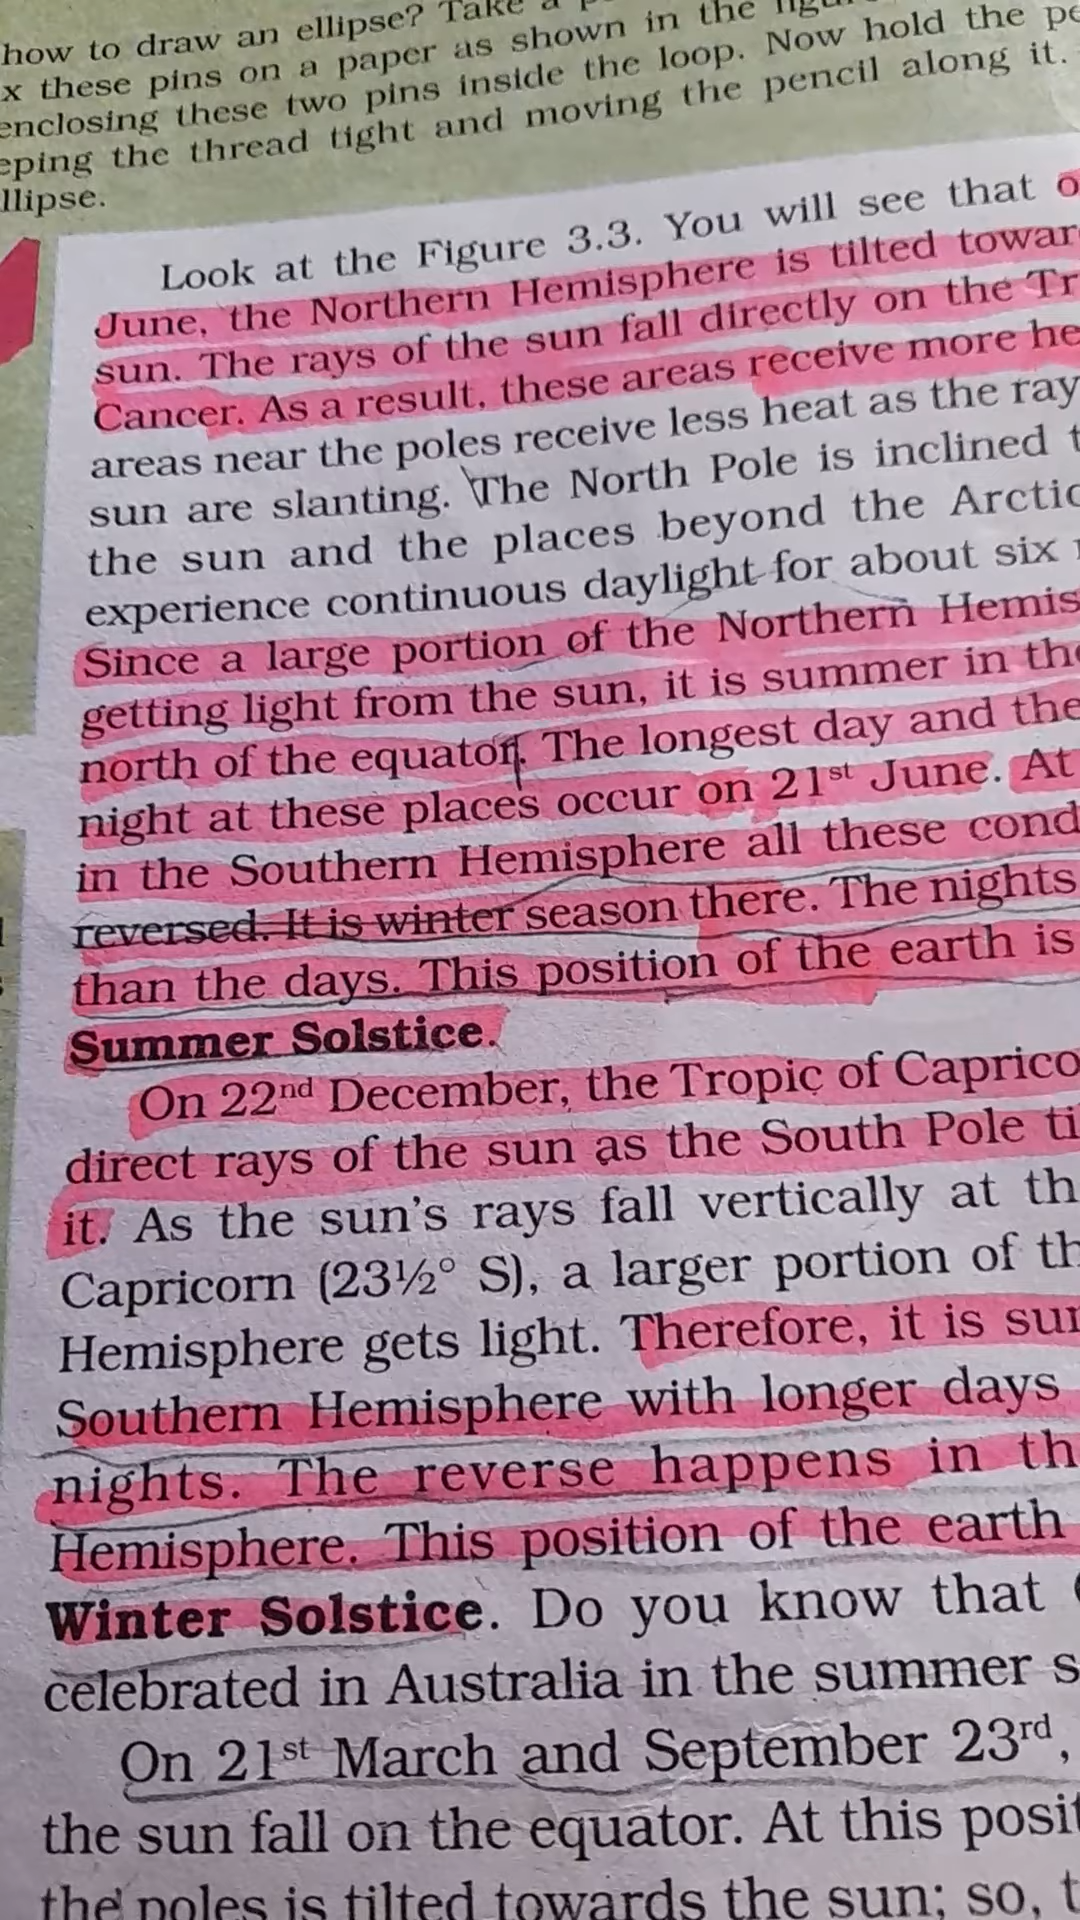 how to draw an ellipse? Take a
x these pins on a paper as shown in the
enclosing these two pins inside the loop. Now hold the
eping the thread tight and moving the pencil along it.
llipse.
Look at the Figure 3.3. You will see that o
June, the Northern Hemisphere is tilted towar
sun. The rays of the sun fall directly on the Tr
Cancer. As a result, these areas receive more he
areas near the poles receive less heat as the ray
sun are slanting. The North Pole is inclined t
the sun and the places beyond the Arctic
experience continuous daylight for about six
Since a large portion of the Northern Hemis
getting light from the sun, it is summer in the
north of the equator. The longest day and the
night at these places occur on 21st June. At
in the Southern Hemisphere all these cond
reversed. It is winter season there. The nights
than the days. This position of the earth is
Summer Solstice.
On 22nd December, the Tropic of Caprico
direct rays of the sun as the South Pole ti
it. As the sun's rays fall vertically at th
Capricorn (23½° S), a larger portion of th
Hemisphere gets light. Therefore, it is su
Southern Hemisphere with longer days
nights. The reverse happens in th
Hemisphere. This position of the earth
Winter Solstice. Do you know that
celebrated in Australia in the summer s
On 21st March and September 23rd,
the sun fall on the equator. At this posit
the poles is tilted towards the sun; so, t